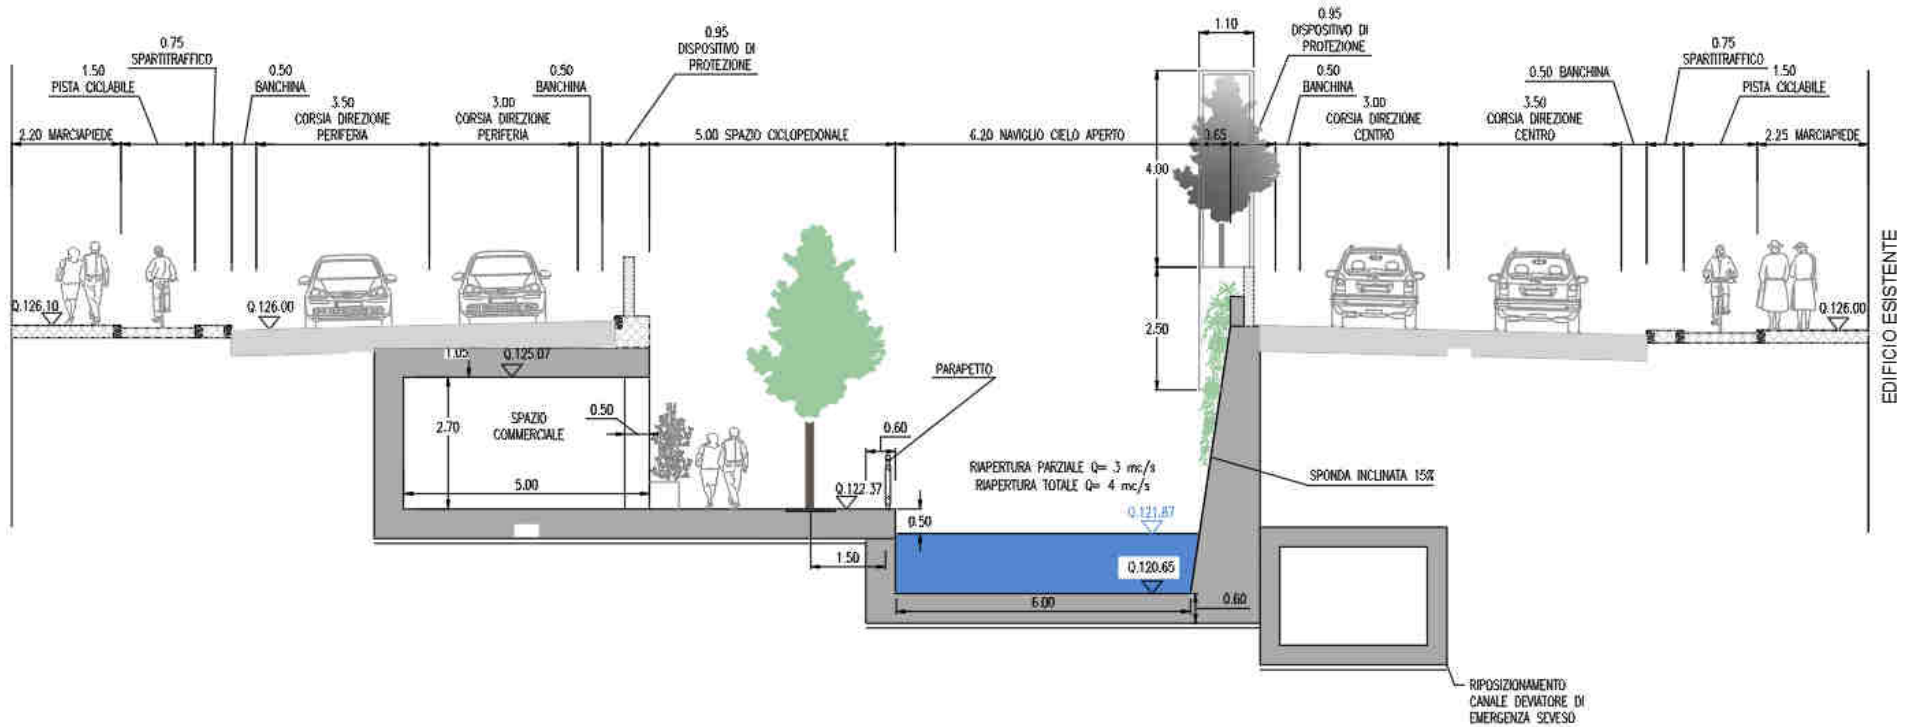 0.75
SPARTITRAFFICO
1.50
PISTA CICLABILE
0.50
BANCHINA
2.20 MARCIAPIEDE
3.50
CORSIA DIREZIONE
PERIFERIA
3.00
CORSIA DIREZIONE
PERIFERIA
0.50
BANCHINA
0.95
DISPOSITIVO DI
PROTEZIONE
5.00 SPAZIO CICLOPEDONALE
6.20 NAVIGLIO CIELO APERTO
1.10
0.95
DISPOSITIVO DI
PROTEZIONE
0.50
BANCHINA
3.00
CORSIA DIREZIONE
CENTRO
3.50
CORSIA DIREZIONE
CENTRO
0.50 BANCHINA
0.75
SPARTITRAFFICO
1.50
PISTA CICLABILE
2.25 MARCIAPIEDE
4.00
2.50
Q.126.10
Q.126.00
Q.126.00
EDIFICIO ESISTENTE
1.05
Q.125.07
2.70
SPAZIO
COMMERCIALE
0.50
5.00
PARAPETTO
0.60
Q.122.37
0.50
1.50
RIAPERTURA PARZIALE Q= 3 mc/s
RIAPERTURA TOTALE Q= 4 mc/s
Q.121.87
Q.120.65
6.00
0.60
SPONDA INCLINATA 15%
RIPOSIZIONAMENTO
CANALE DEVIATORE DI
EMERGENZA SEVESO